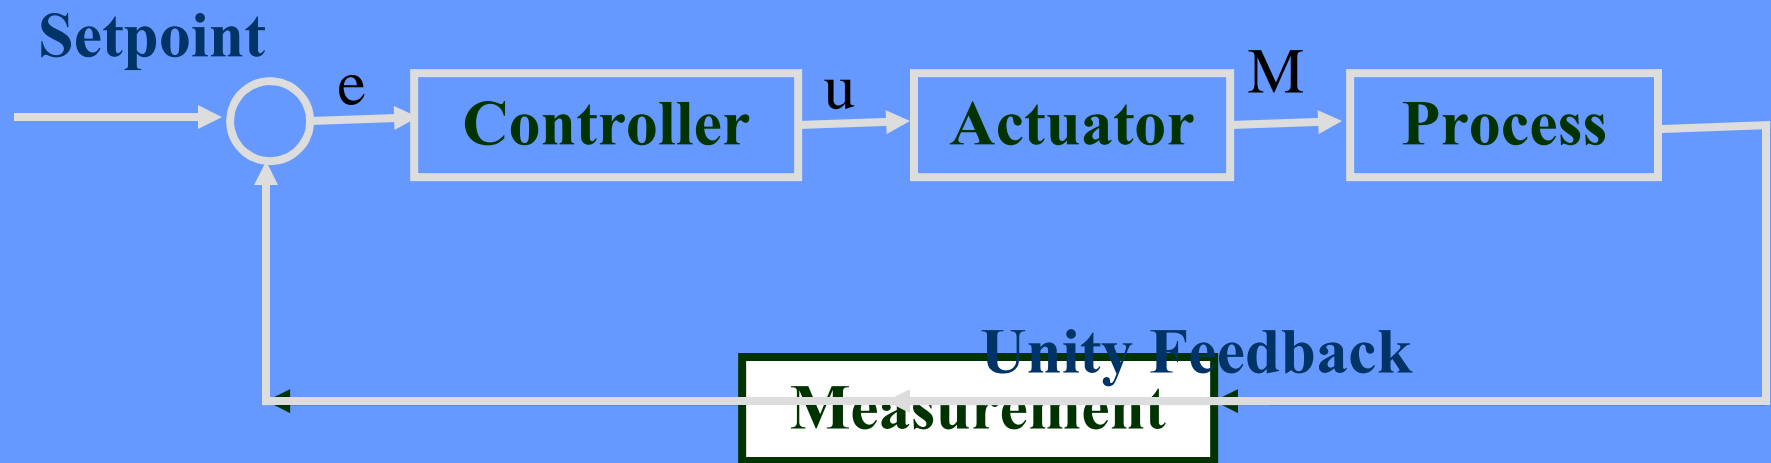 Setpoint
e
Controller
u
Actuator
M
Process
Unity Feedback
Measurement